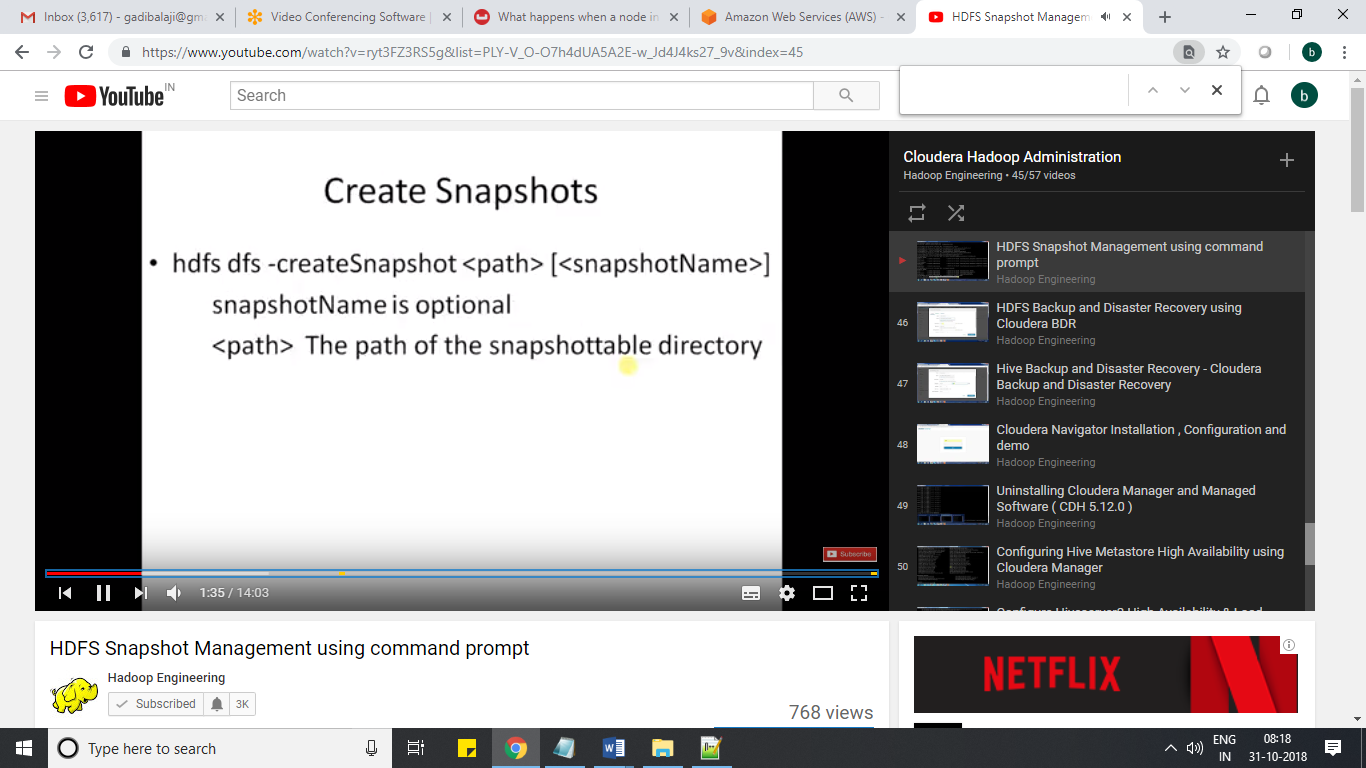 Inbox (3,617) - gadibalaji@gm
Video Conferencing Software
What happens when a node in
Amazon Web Services (AWS) -
HDFS Snapshot Managem
https://www.youtube.com/watch?v=ryt3FZ3RS5g&list=PLY-V_O-O7h4dUA5A2E-w_Jd4J4ks27_9v&index=45
b
YouTube IN
Search
b
Create Snapshots
• hdfs dfs -createSnapshot <path> [<snapshotName>]
snapshotName is optional
<path> The path of the snapshottable directory
Subscribe
1:35 / 14:03
Cloudera Hadoop Administration
Hadoop Engineering • 45/57 videos
HDFS Snapshot Management using command
prompt
Hadoop Engineering
46
HDFS Backup and Disaster Recovery using
Cloudera BDR
Hadoop Engineering
47
Hive Backup and Disaster Recovery - Cloudera
Backup and Disaster Recovery
Hadoop Engineering
48
Cloudera Navigator Installation , Configuration and
demo
Hadoop Engineering
49
Uninstalling Cloudera Manager and Managed
Software ( CDH 5.12.0 )
Hadoop Engineering
50
Configuring Hive Metastore High Availability using
Cloudera Manager
Hadoop Engineering
HDFS Snapshot Management using command prompt
Hadoop Engineering
Subscribed
3K
768 views
NETFLIX
Type here to search
ENG
IN
08:18
31-10-2018